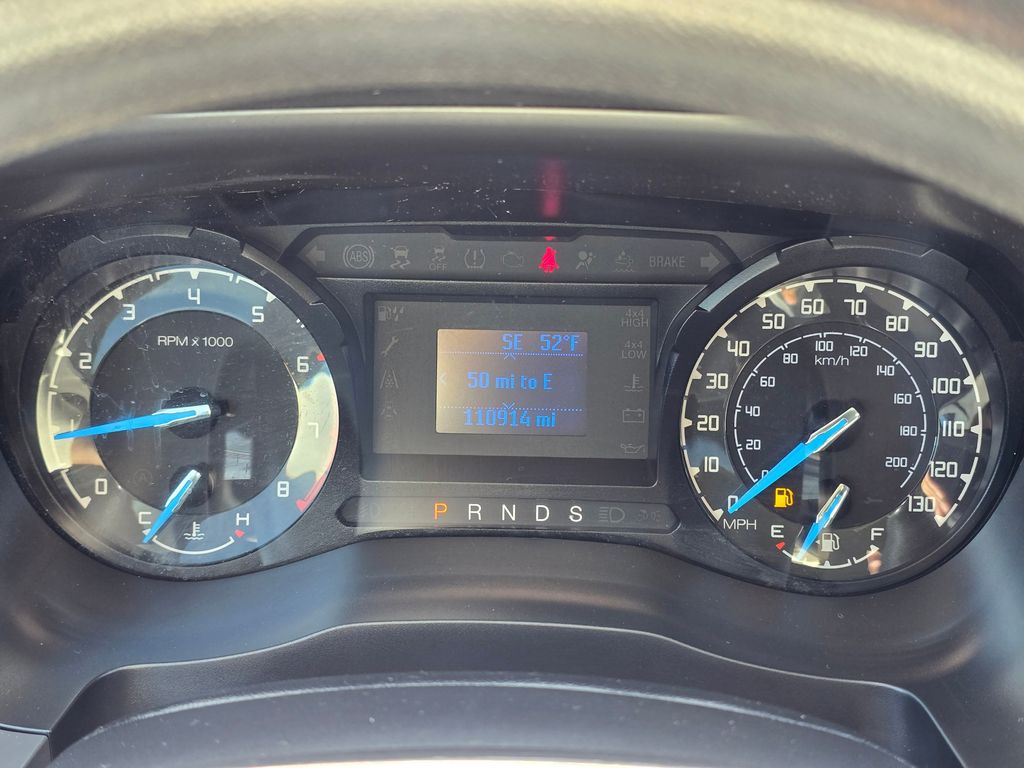 ABS
OFF
BRAKE
0
1
2
3
4
5
6
7
8
RPM x 1000
C
H
SE 52°F
50 mi to E
110914 mi
4x4
HIGH
4x4
LOW
P R N D S
0
10
20
30
40
50
60
70
80
90
100
110
120
130
MPH
0
20
40
60
80
100
120
140
160
180
200
km/h
E
F